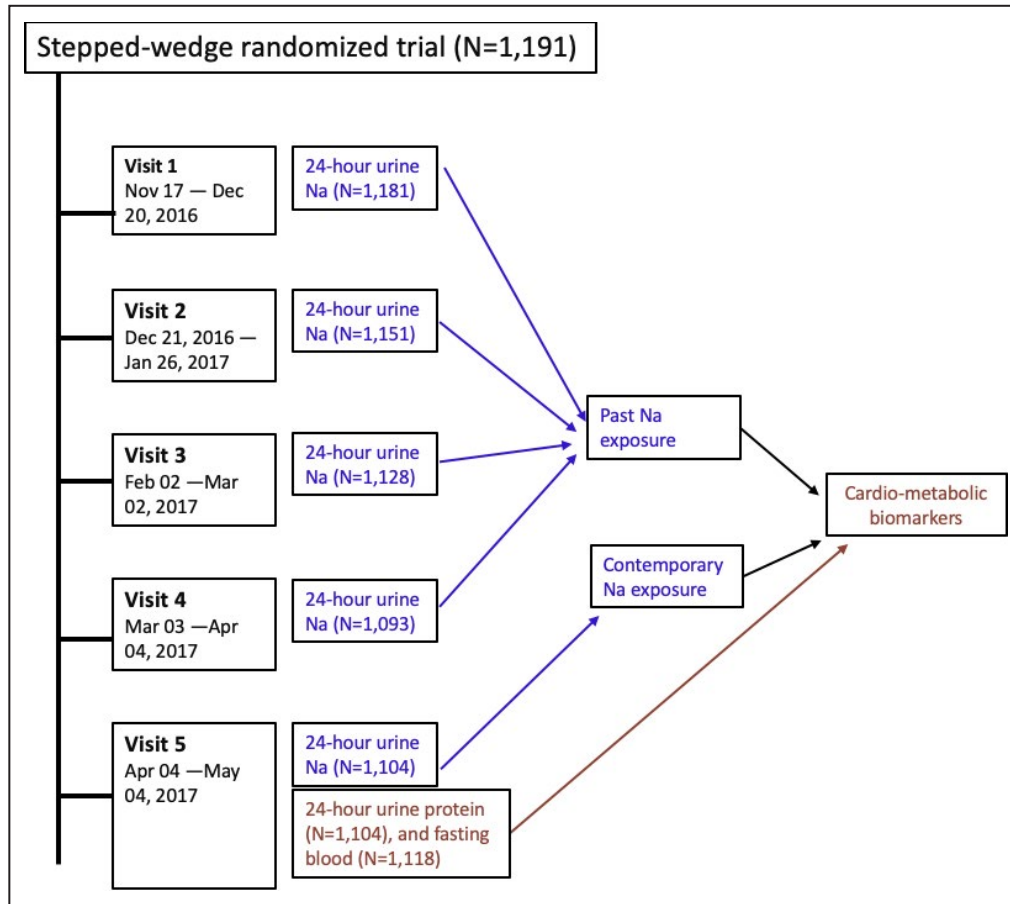 Stepped-wedge randomized trial (N=1,191)
Visit 1
Nov 17 — Dec
20, 2016
24-hour urine
Na (N=1,181)
Visit 2
Dec 21, 2016 —
Jan 26, 2017
24-hour urine
Na (N=1,151)
Visit 3
Feb 02 —Mar
02, 2017
24-hour urine
Na (N=1,128)
Past Na
exposure
Cardio-metabolic
biomarkers
Contemporary
Na exposure
Visit 4
Mar 03 —Apr
04, 2017
24-hour urine
Na (N=1,093)
Visit 5
Apr 04 —May
04, 2017
24-hour urine
Na (N=1,104)
24-hour urine protein
(N=1,104), and fasting
blood (N=1,118)